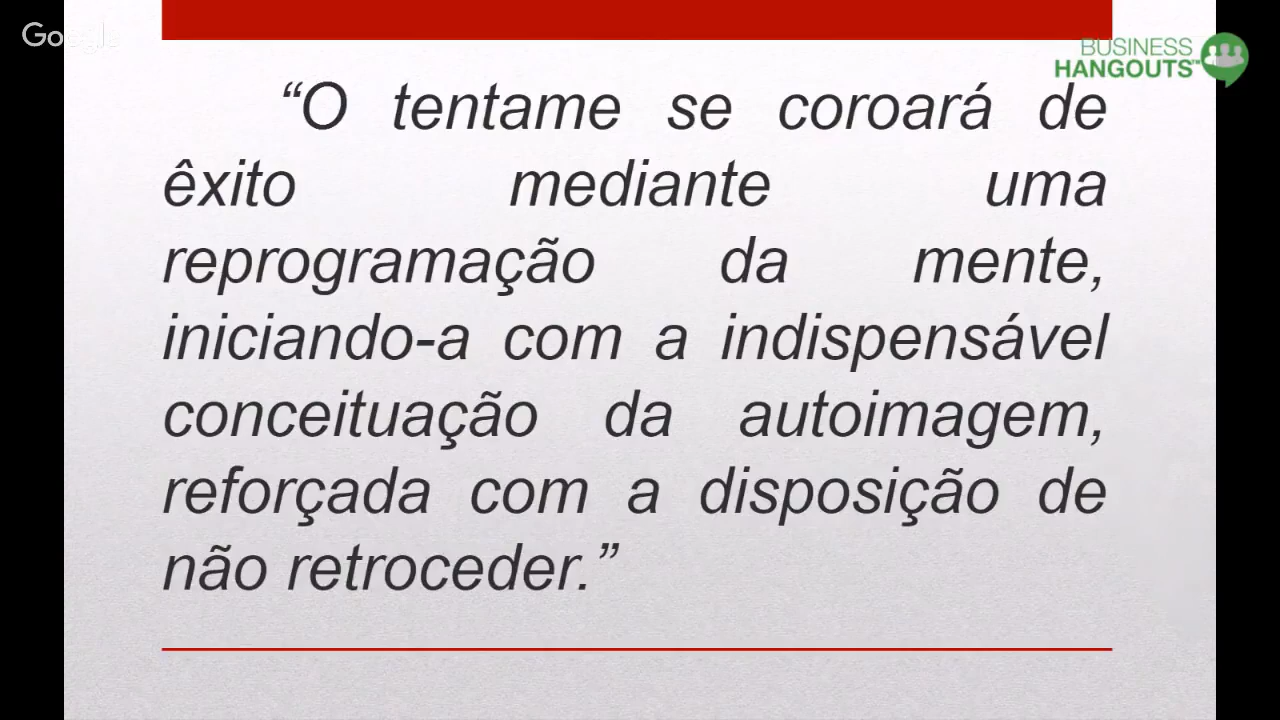 Google
BUSINESS
HANGOUTS™
“O tentame se coroará de
êxito mediante uma
reprogramação da mente,
iniciando-a com a indispensável
conceituação da autoimagem,
reforçada com a disposição de
não retroceder.”